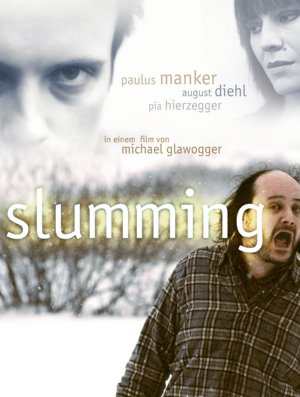 paulus manker
august diehl
pia hierzegger
in einem film von
michael glawogger
slumming